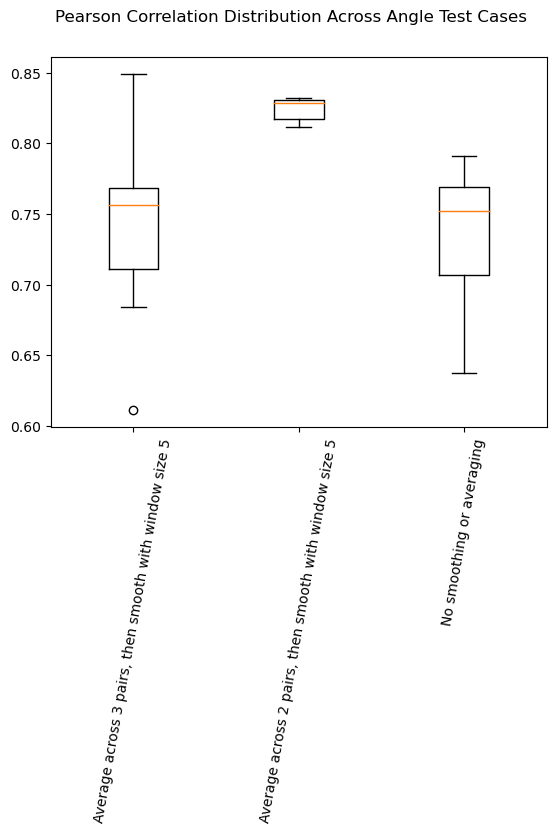 Pearson Correlation Distribution Across Angle Test Cases
0.85
0.80
0.75
0.70
0.65
0.60
Average across 3 pairs, then smooth with window size 5
Average across 2 pairs, then smooth with window size 5
No smoothing or averaging